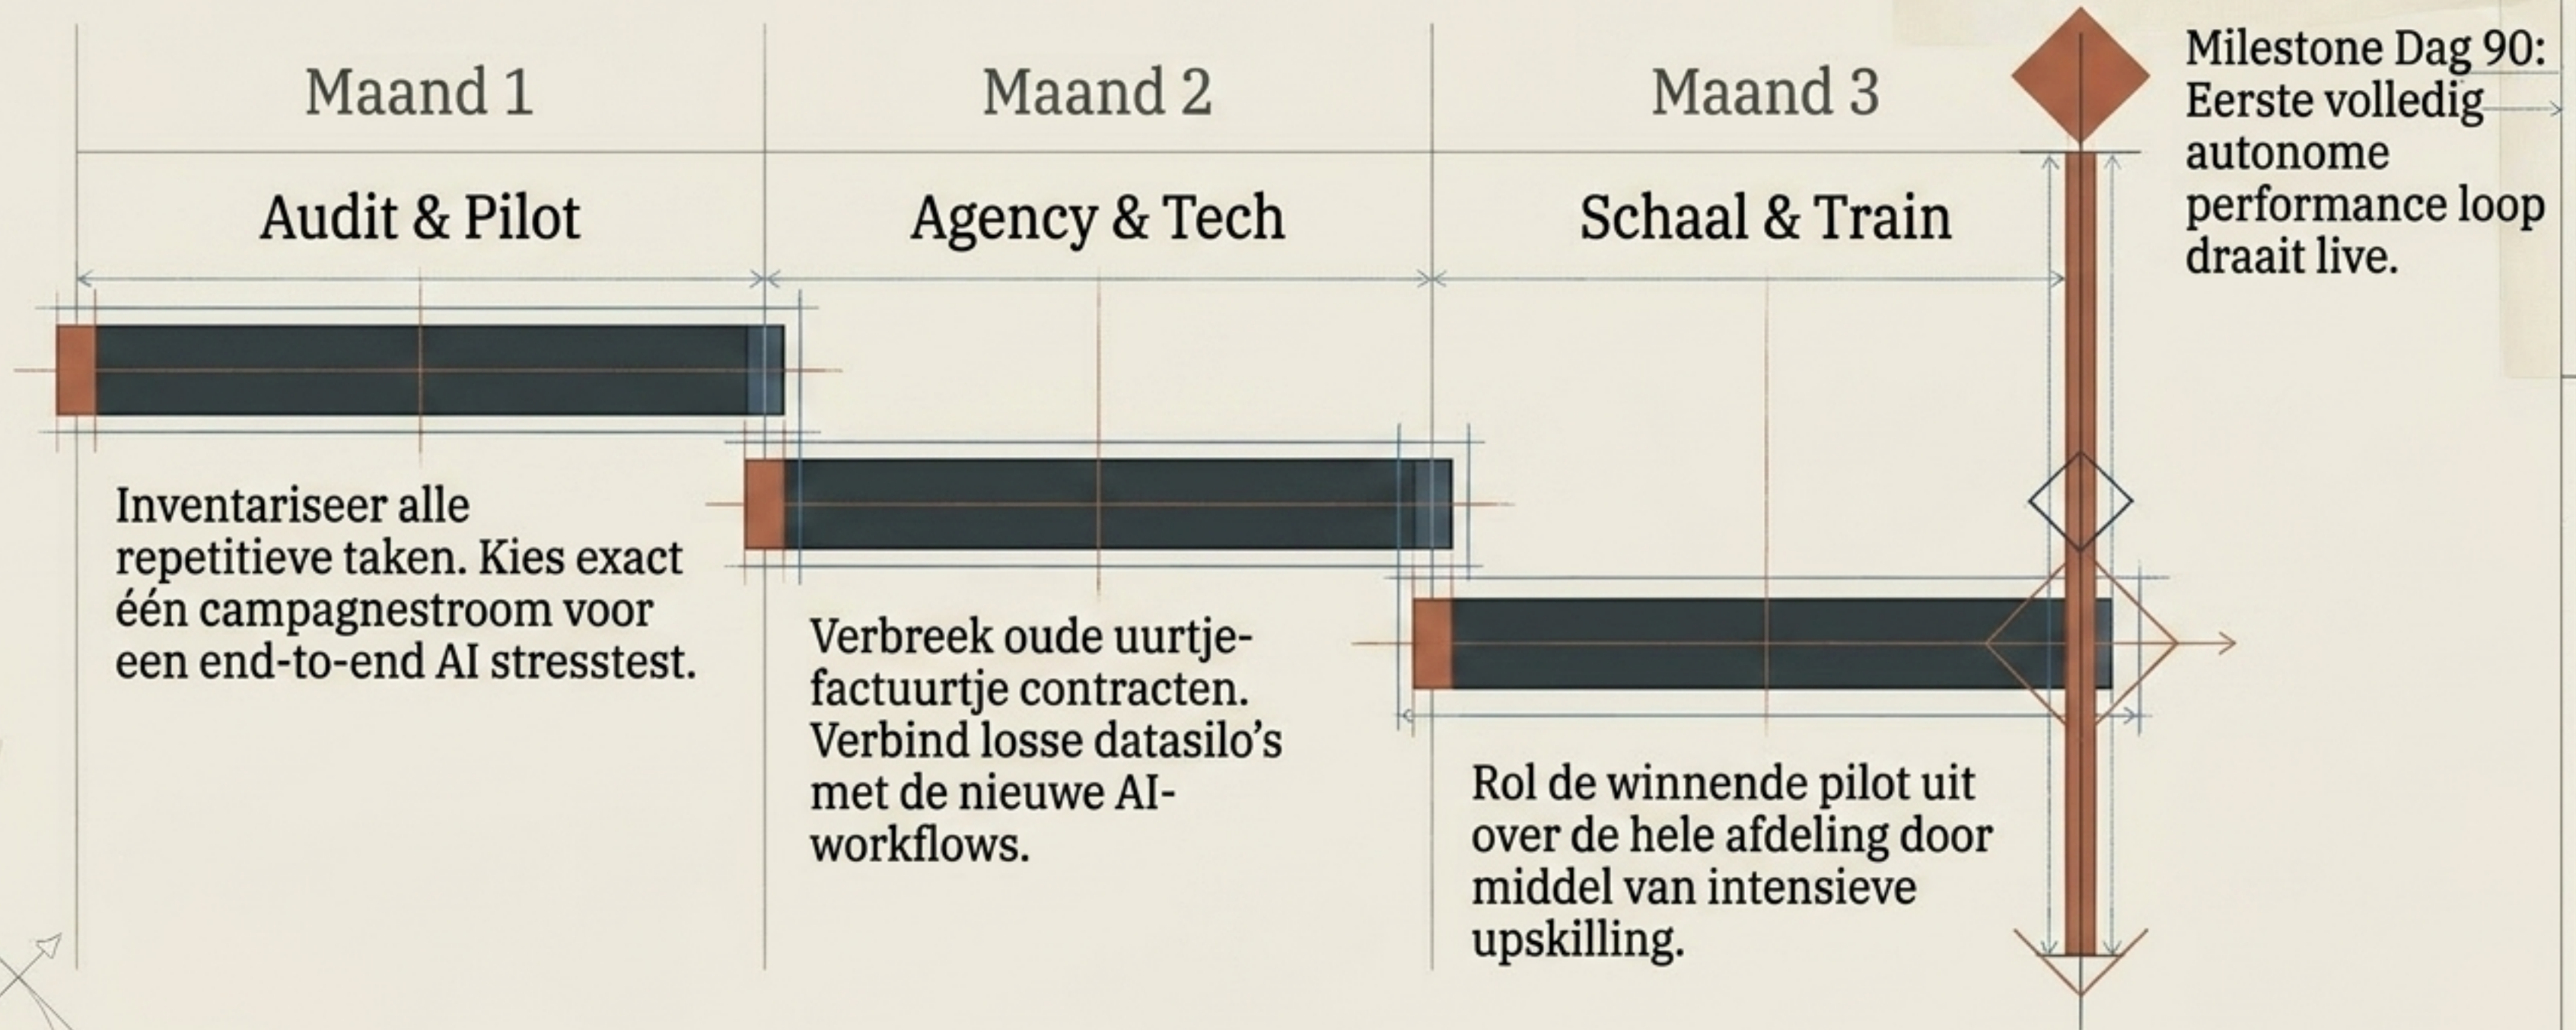 Maand 1
Maand 2
Maand 3
Milestone Dag 90:
Eerste volledig
autonome
performance loop
draait live.
Audit & Pilot
Agency & Tech
Schaal & Train
Inventariseer alle
repetitieve taken. Kies exact
één campagnestroom voor
een end-to-end AI stresstest.
Verbreek oude uurtje-
factuurtje contracten.
Verbind losse datasilo’s
met de nieuwe AI-
workflows.
Rol de winnende pilot uit
over de hele afdeling door
middel van intensieve
upskilling.